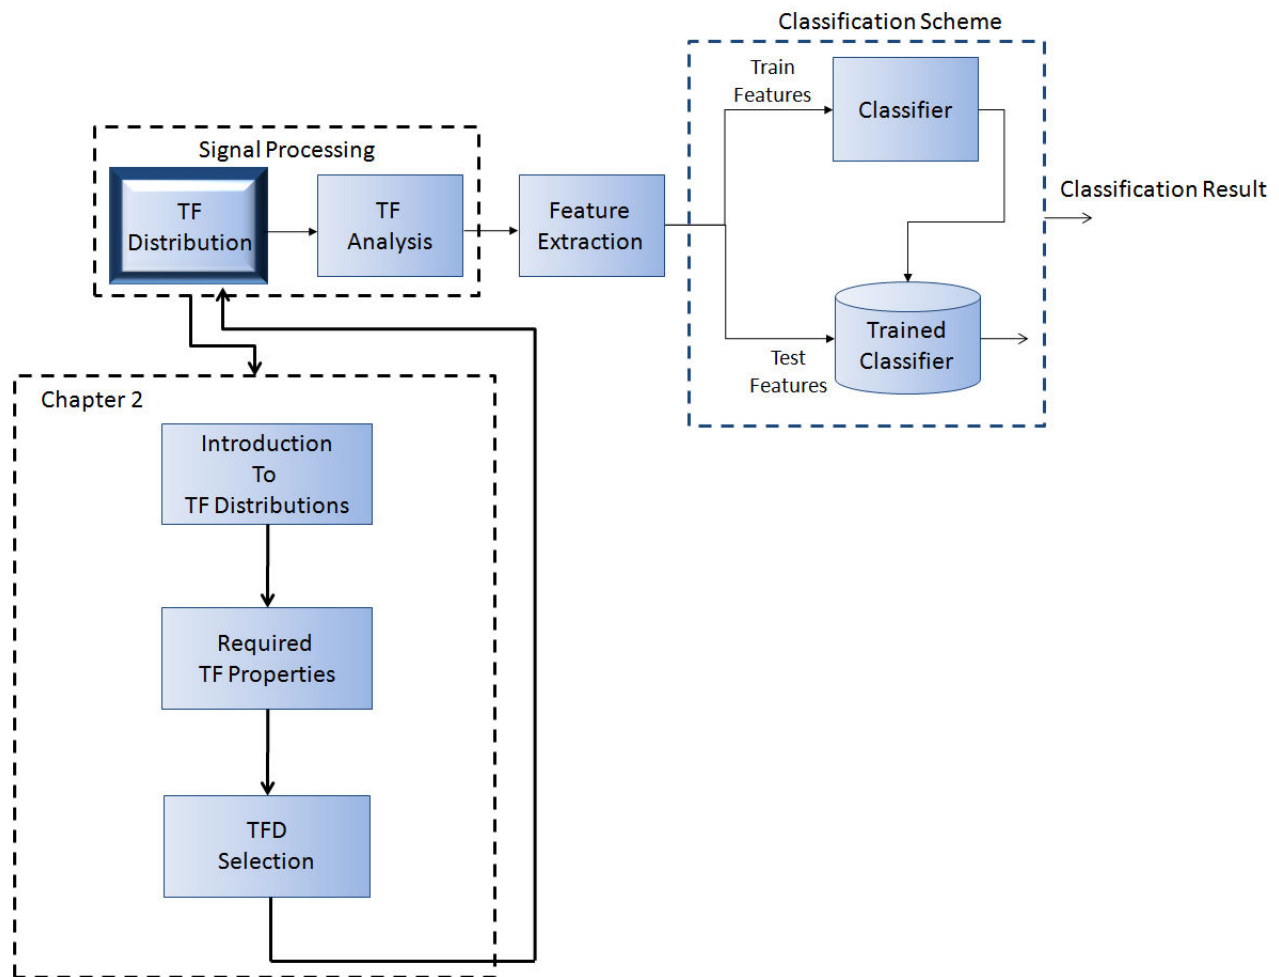 Classification Scheme
Train
Features
Classifier
Signal Processing
TF
Distribution
TF
Analysis
Feature
Extraction
Classification Result
Trained
Classifier
Test
Features
Chapter 2
Introduction
To
TF Distributions
Required
TF Properties
TFD
Selection